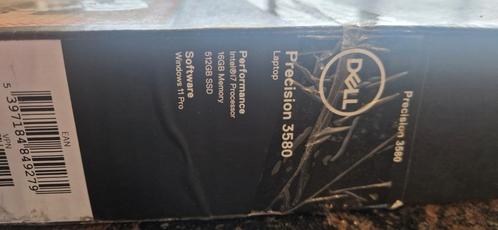 DELL
Precision 3580
Precision 3580
Laptop
Performance
Intel®i7 Processor
16GB Memory
512GB SSD
Software
Windows 11 Pro
EAN
5 397184 849279
VPN